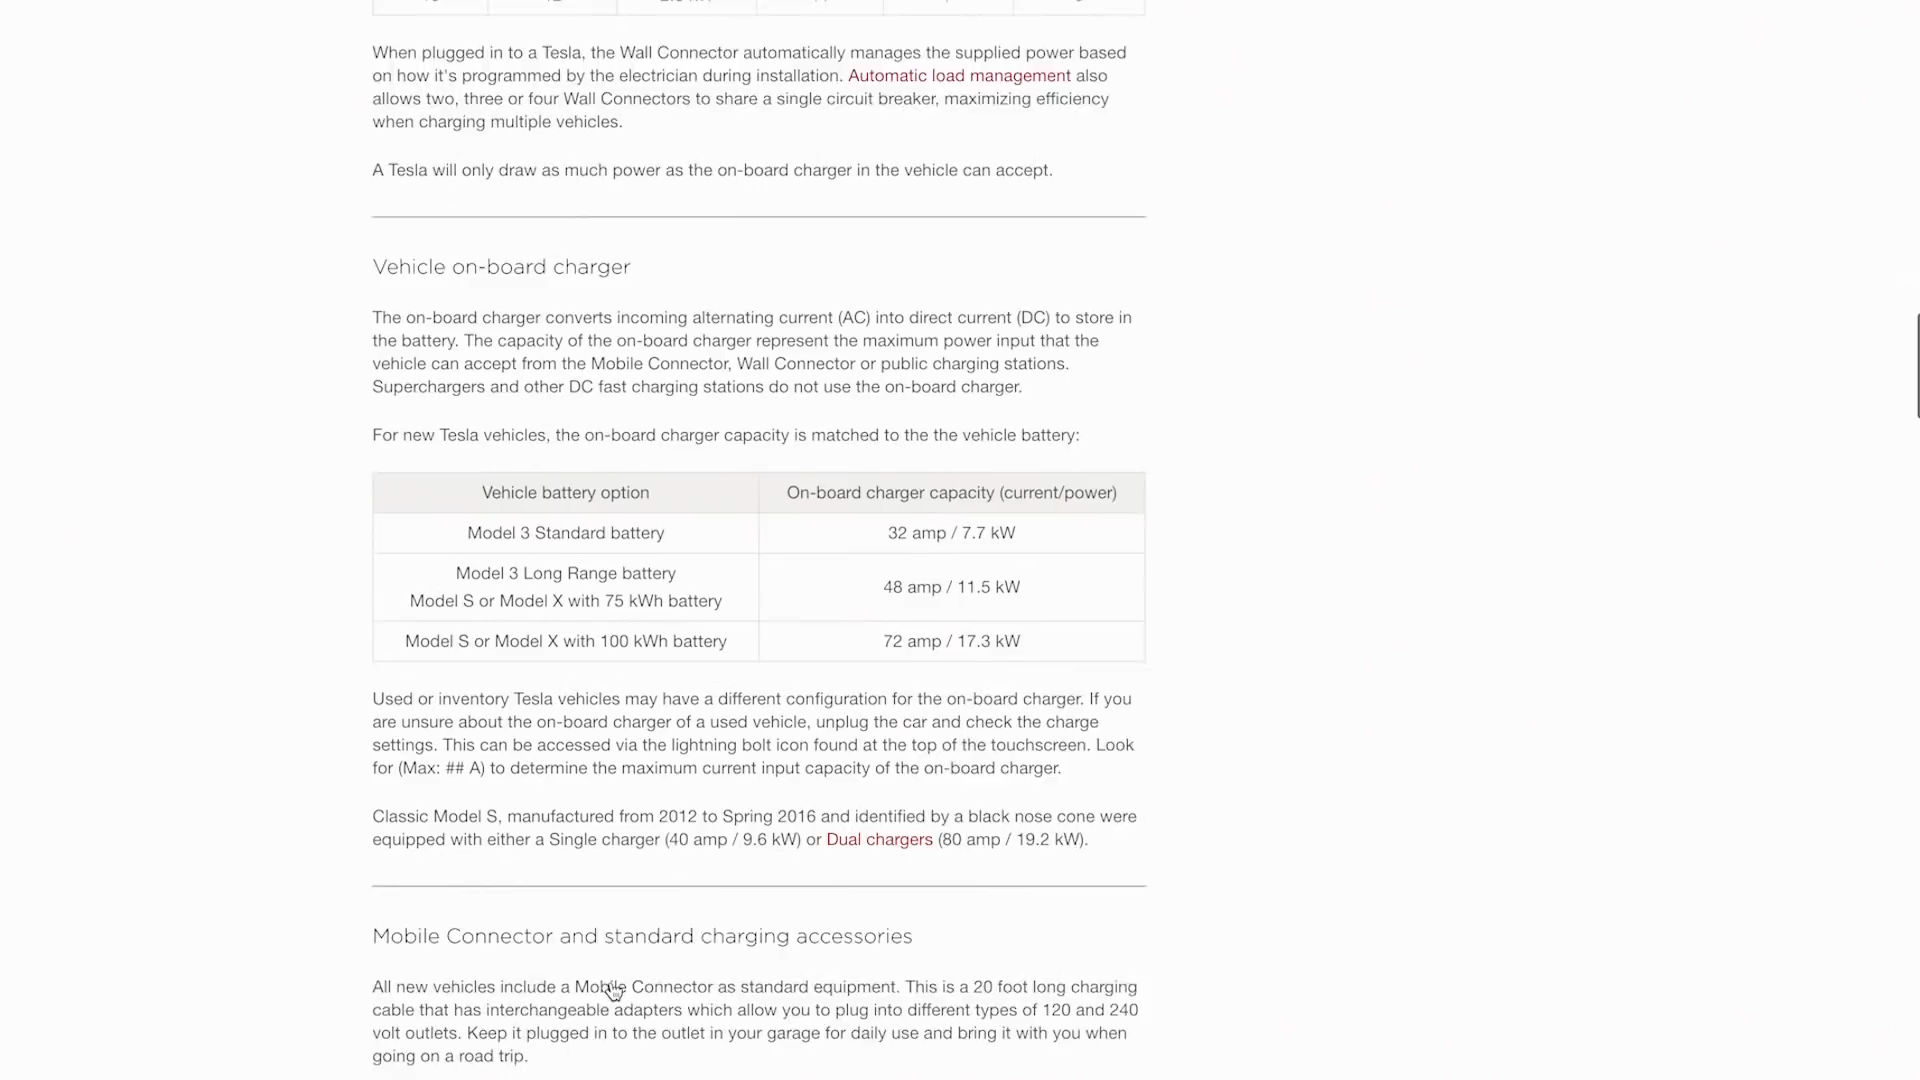 When plugged in to a Tesla, the Wall Connector automatically manages the supplied power based
on how it's programmed by the electrician during installation. Automatic load management also
allows two, three or four Wall Connectors to share a single circuit breaker, maximizing efficiency
when charging multiple vehicles.
A Tesla will only draw as much power as the on-board charger in the vehicle can accept.
Vehicle on-board charger
The on-board charger converts incoming alternating current (AC) into direct current (DC) to store in
the battery. The capacity of the on-board charger represent the maximum power input that the
vehicle can accept from the Mobile Connector, Wall Connector or public charging stations.
Superchargers and other DC fast charging stations do not use the on-board charger.
For new Tesla vehicles, the on-board charger capacity is matched to the the vehicle battery:
Vehicle battery option On-board charger capacity (current/power)
Model 3 Standard battery 32 amp / 7.7 kW
Model 3 Long Range battery
Model S or Model X with 75 kWh battery 48 amp / 11.5 kW
Model S or Model X with 100 kWh battery 72 amp / 17.3 kW
Used or inventory Tesla vehicles may have a different configuration for the on-board charger. If you
are unsure about the on-board charger of a used vehicle, unplug the car and check the charge
settings. This can be accessed via the lightning bolt icon found at the top of the touchscreen. Look
for (Max: ## A) to determine the maximum current input capacity of the on-board charger.
Classic Model S, manufactured from 2012 to Spring 2016 and identified by a black nose cone were
equipped with either a Single charger (40 amp / 9.6 kW) or Dual chargers (80 amp / 19.2 kW).
Mobile Connector and standard charging accessories
All new vehicles include a Mobile Connector as standard equipment. This is a 20 foot long charging
cable that has interchangeable adapters which allow you to plug into different types of 120 and 240
volt outlets. Keep it plugged in to the outlet in your garage for daily use and bring it with you when
going on a road trip.